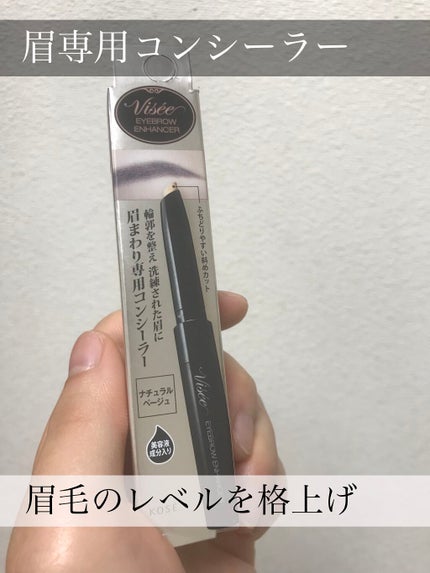 眉専用コンシーラー
Visée
EYEBROW
ENHANCER
ふちどりやすい斜めカット
輪郭を整え 洗練された眉に
眉まわり専用コンシーラー
ナチュラル
ベージュ
美容液
成分入り
Visée
EYEBROW ENHAN
KOSÉ
眉毛のレベルを格上げ